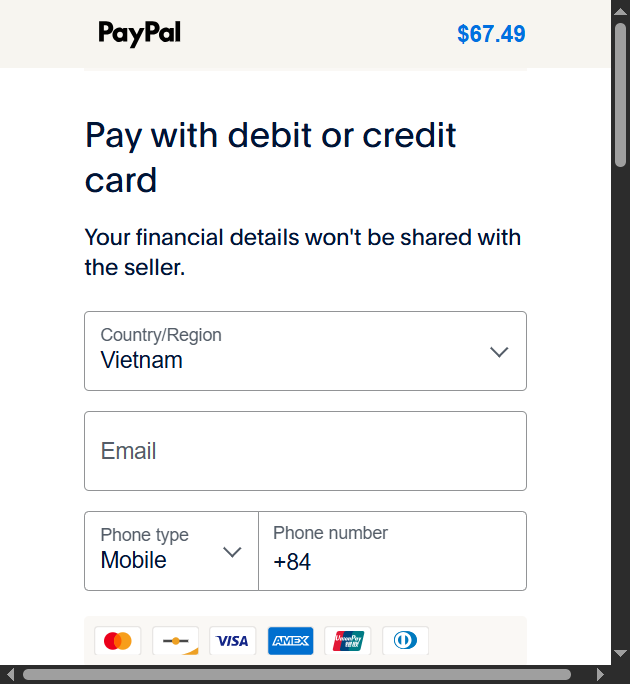 PayPal
$67.49
Pay with debit or credit
card
Your financial details won't be shared with
the seller.
Country/Region
Vietnam
Email
Phone type
Mobile
Phone number
+84
VISA
AMEX
UnionPay
银联